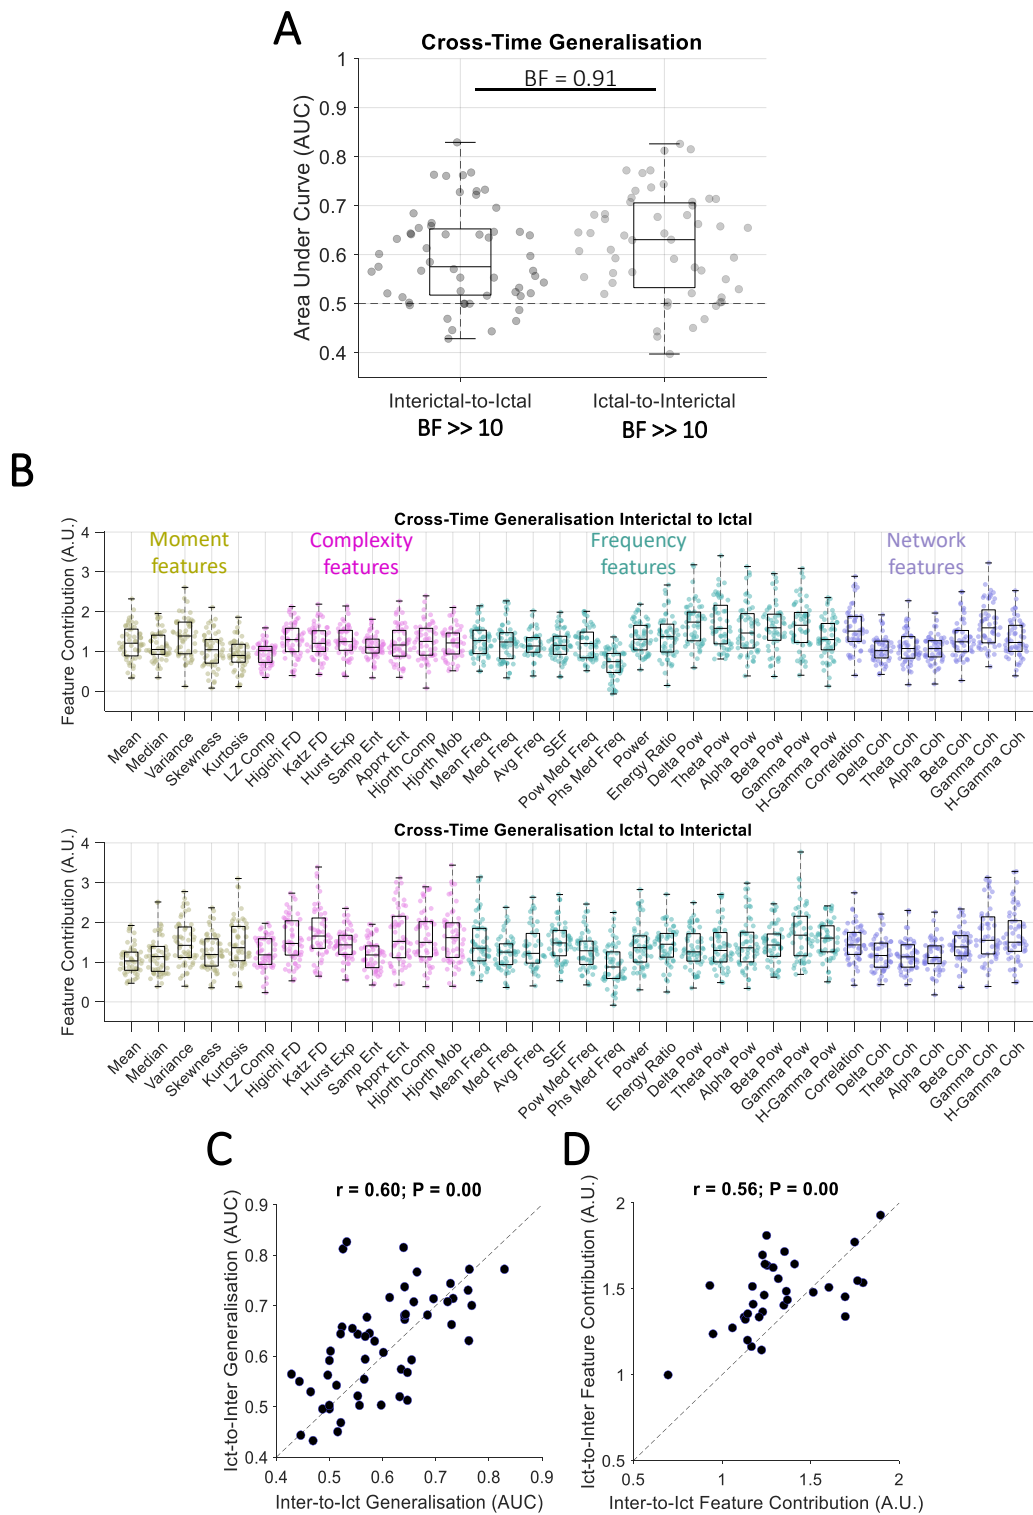 A
Cross-Time Generalisation
BF = 0.91
Area Under Curve (AUC)
1
0.9
0.8
0.7
0.6
0.5
0.4
Interictal-to-Ictal
Ictal-to-Interictal
BF >> 10
BF >> 10
B
Cross-Time Generalisation Interictal to Ictal
Feature Contribution (A.U.)
4
3
2
1
0
Moment
features
Complexity
features
Frequency
features
Network
features
Mean
Median
Variance
Skewness
Kurtosis
LZ Comp
Higichi FD
Katz FD
Hurst Exp
Samp Ent
Apprx Ent
Hjorth Comp
Hjorth Mob
Mean Freq
Med Freq
Avg Freq
SEF
Pow Med Freq
Phs Med Freq
Power
Energy Ratio
Delta Pow
Theta Pow
Alpha Pow
Beta Pow
Gamma Pow
H-Gamma Pow
Correlation
Delta Coh
Theta Coh
Alpha Coh
Beta Coh
Gamma Coh
H-Gamma Coh
Cross-Time Generalisation Ictal to Interictal
Feature Contribution (A.U.)
4
3
2
1
0
Mean
Median
Variance
Skewness
Kurtosis
LZ Comp
Higichi FD
Katz FD
Hurst Exp
Samp Ent
Apprx Ent
Hjorth Comp
Hjorth Mob
Mean Freq
Med Freq
Avg Freq
SEF
Pow Med Freq
Phs Med Freq
Power
Energy Ratio
Delta Pow
Theta Pow
Alpha Pow
Beta Pow
Gamma Pow
H-Gamma Pow
Correlation
Delta Coh
Theta Coh
Alpha Coh
Beta Coh
Gamma Coh
H-Gamma Coh
C
r = 0.60; P = 0.00
Ict-to-Inter Generalisation (AUC)
0.9
0.8
0.7
0.6
0.5
0.4
0.4 0.5 0.6 0.7 0.8 0.9
Inter-to-Ict Generalisation (AUC)
D
r = 0.56; P = 0.00
Ict-to-Inter Feature Contribution (A.U.)
2
1.5
1
0.5
0.5 1 1.5 2
Inter-to-Ict Feature Contribution (A.U.)